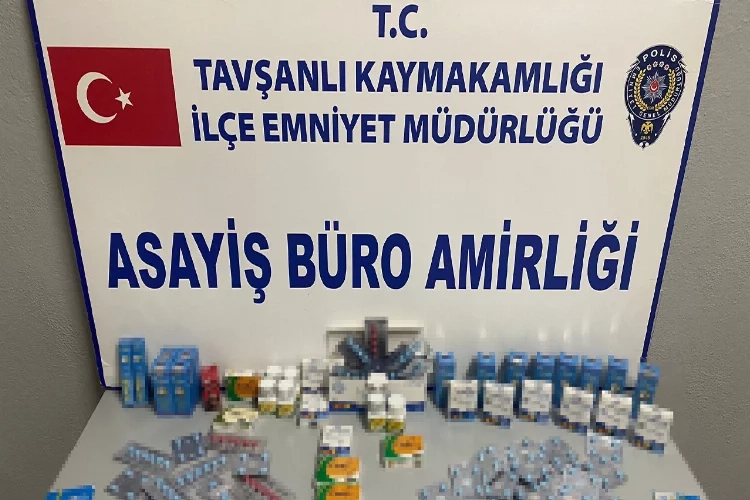 T.C.
TAVŞANLI KAYMAKAMLIĞI
İLÇE EMNİYET MÜDÜRLÜĞÜ
POLİS
ASAYİŞ BÜRO AMİRLİĞİ